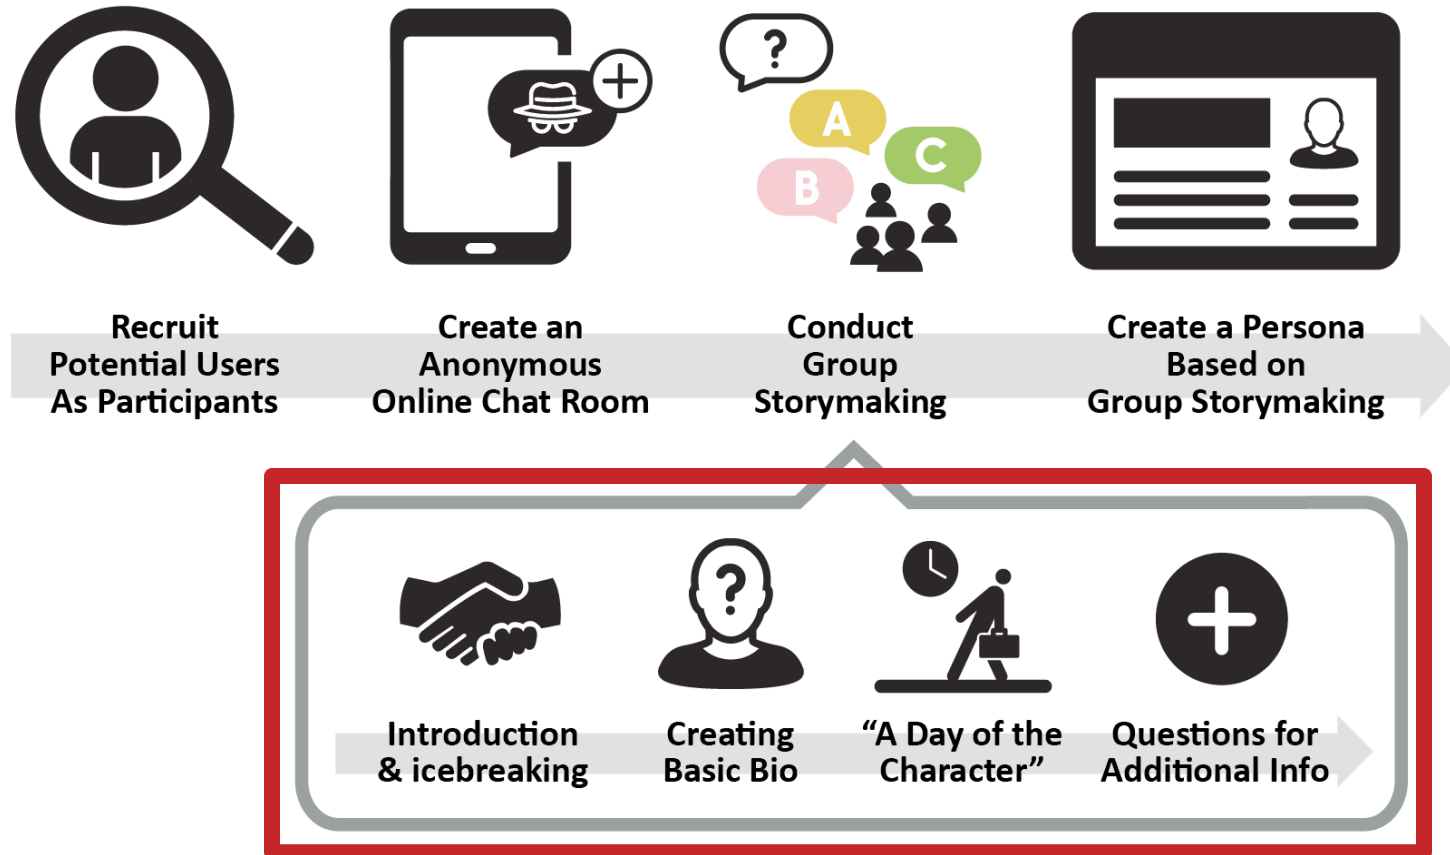 ?
A
C
B
Recruit
Potential Users
As Participants
Create an
Anonymous
Online Chat Room
Conduct
Group
Storymaking
Create a Persona
Based on
Group Storymaking
?
Introduction
& icebreaking
Creating
Basic Bio
“A Day of the
Character”
Questions for
Additional Info